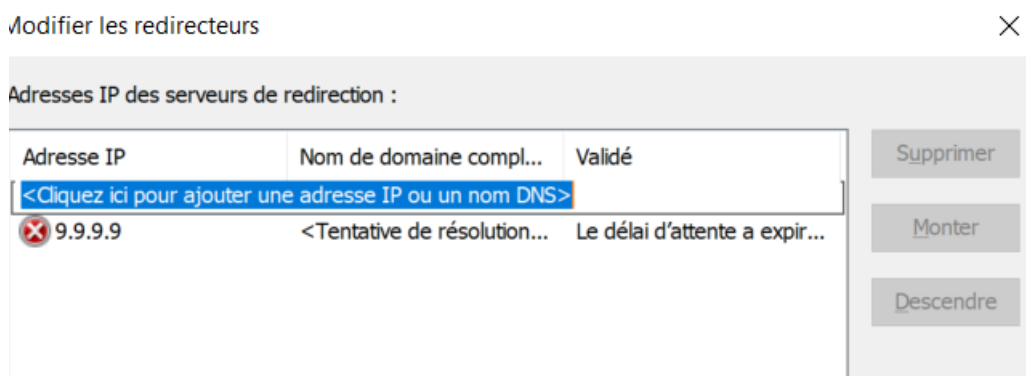 Modifier les redirecteurs
Adresses IP des serveurs de redirection :
Adresse IP Nom de domaine compl... Validé
<Cliquez ici pour ajouter une adresse IP ou un nom DNS>
9.9.9.9 <Tentative de résolution... Le délai d'attente a expir...
Supprimer
Monter
Descendre